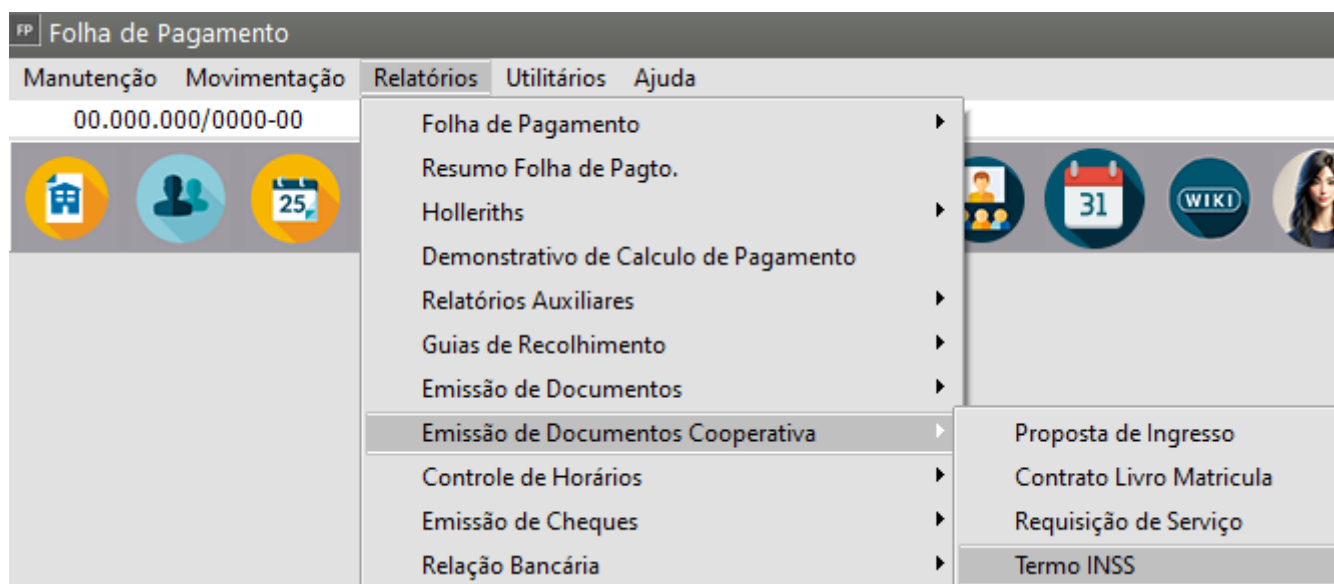 FP Folha de Pagamento
Manutenção Movimentação Relatórios Utilitários Ajuda
00.000.000/0000-00
25
31
WIKI
Folha de Pagamento
Resumo Folha de Pagto.
Holleriths
Demonstrativo de Calculo de Pagamento
Relatórios Auxiliares
Guias de Recolhimento
Emissão de Documentos
Emissão de Documentos Cooperativa
Controle de Horários
Emissão de Cheques
Relação Bancária
Proposta de Ingresso
Contrato Livro Matricula
Requisição de Serviço
Termo INSS